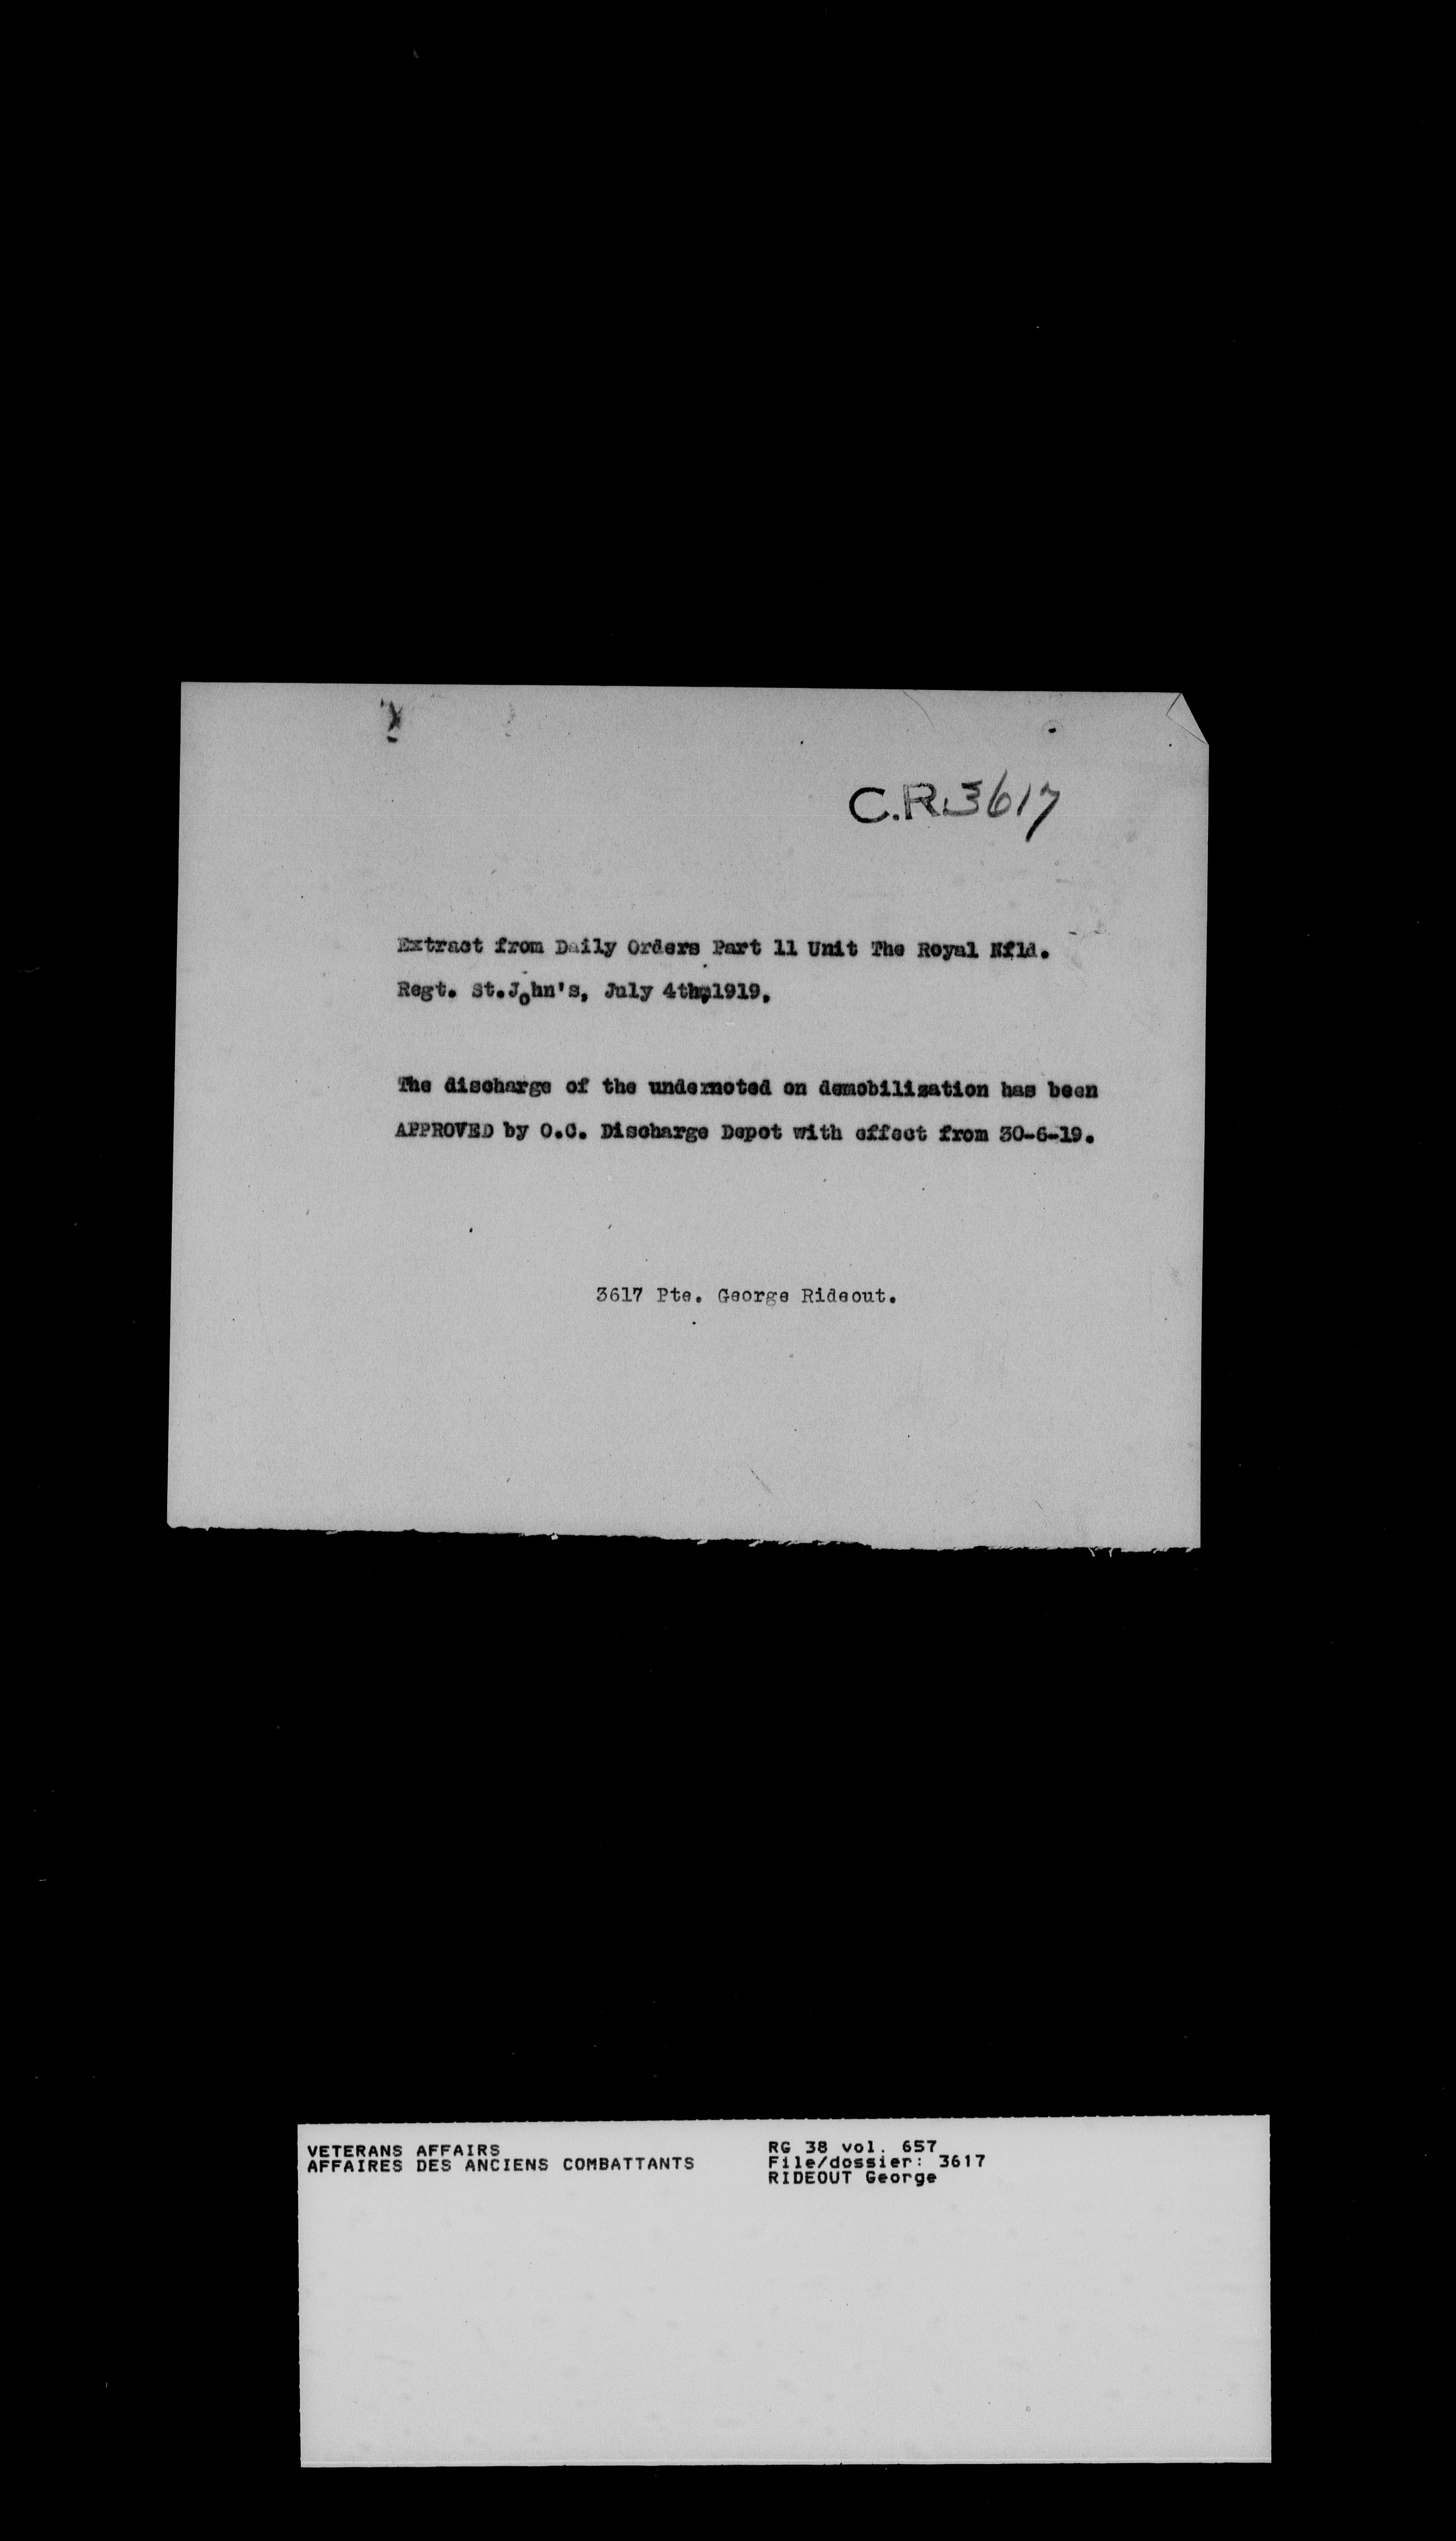 C.R.3617
Extract from Daily Orders Part 11 Unit The Royal Nfld.
Regt. St.John's, July 4th,1919.
The discharge of the undernoted on demobilization has been
APPROVED by O.C. Discharge Depot with effect from 30-6-19.
3617 Pte. George Rideout.
VETERANS AFFAIRS
AFFAIRES DES ANCIENS COMBATTANTS
RG 38 vol. 657
File/dossier: 3617
RIDEOUT George